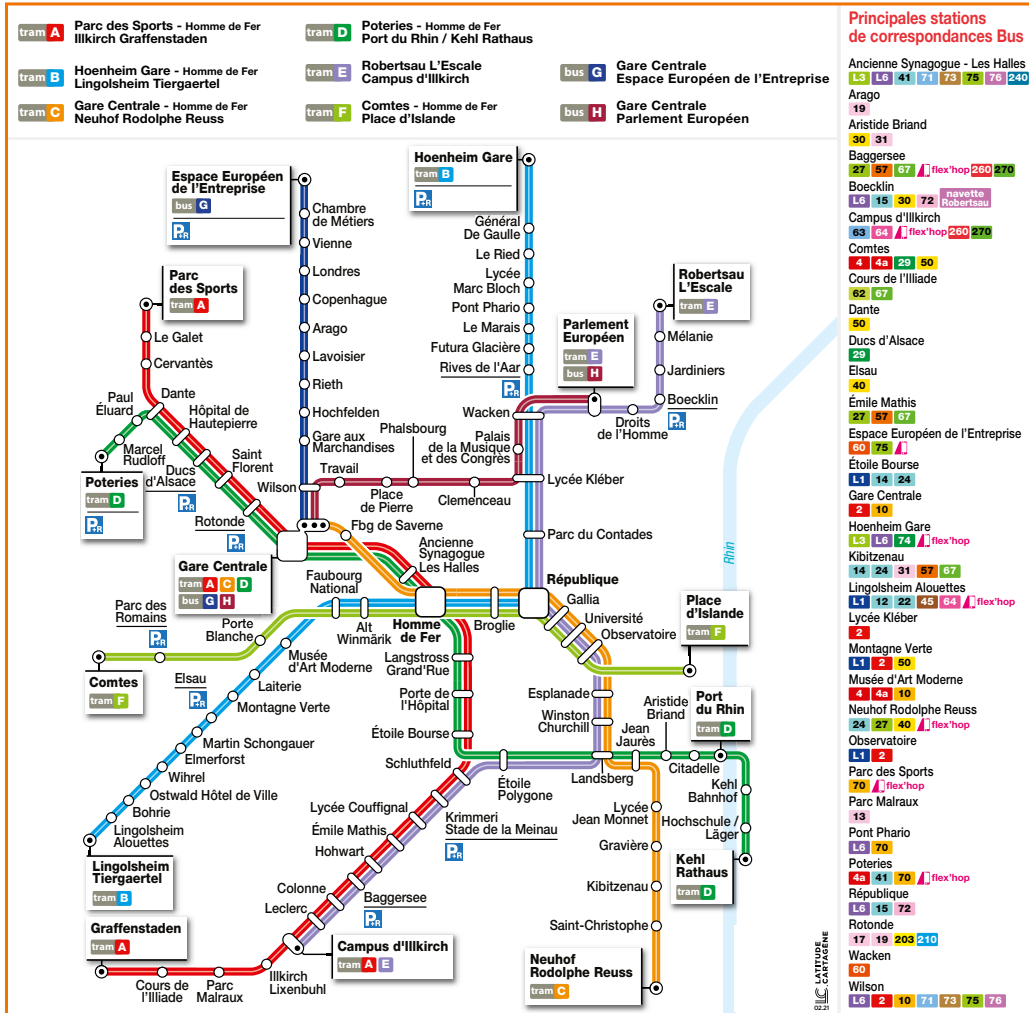 tram A Parc des Sports - Homme de Fer
Illkirch Graffenstaden
tram B Hoenheim Gare - Homme de Fer
Lingolsheim Tiergaertel
tram C Gare Centrale - Homme de Fer
Neuhof Rodolphe Reuss
tram D Poteries - Homme de Fer
Port du Rhin / Kehl Rathaus
tram E Robertsau L'Escale
Campus d'Illkirch
tram F Comtes - Homme de Fer
Place d'Islande
bus G Gare Centrale
Espace Européen de l'Entreprise
bus H Gare Centrale
Parlement Européen
Espace Européen
de l'Entreprise
bus G
P+R
Chambre
de Métiers
Vienne
Londres
Copenhague
Arago
Lavoisier
Rieth
Hochfelden
Gare aux
Marchandises
Wilson
Hoenheim Gare
tram B
P+R
Général
De Gaulle
Le Ried
Lycée
Marc Bloch
Pont Phario
Le Marais
Futura Glacière
Rives de l'Aar
P+R
Wacken
Robertsau
L'Escale
tram E
Mélanie
Jardiniers
Boecklin
P+R
Droits
de l'Homme
Parlement
Européen
tram E
bus H
Parc
des Sports
tram A
Le Galet
Cervantès
Dante
Paul
Éluard
Marcel
Rudloff
Poteries
tram D
P+R
Hôpital de
Hautepierre
Ducs
d'Alsace
P+R
Saint
Florent
Rotonde
P+R
Travail
Phalsbourg
Place
de Pierre
Palais
de la Musique
et des Congrès
Clemenceau
Lycée Kléber
Parc du Contades
Fbg de Saverne
Ancienne
Synagogue
Les Halles
Gare Centrale
tram A C D
bus G H
Faubourg
National
Alt
Winmärik
Homme
de Fer
Broglie
République
Gallia
Université
Observatoire
Place
d'Islande
tram F
Parc des
Romains
P+R
Porte
Blanche
Comtes
tram F
Musée
d'Art Moderne
Laiterie
Elsau
P+R
Montagne Verte
Martin Schongauer
Elmerforst
Wihrel
Ostwald Hôtel de Ville
Bohrie
Lingolsheim
Alouettes
Lingolsheim
Tiergaertel
tram B
Langstross
Grand'Rue
Porte de
l'Hôpital
Étoile Bourse
Schluthfeld
Étoile
Polygone
Landsberg
Esplanade
Winston
Churchill
Jean
Jaurès
Aristide
Briand
Citadelle
Port
du Rhin
tram D
Kehl
Bahnhof
Hochschule /
Läger
Kehl
Rathaus
tram D
Rhin
Lycée
Jean Monnet
Gravière
Kibitzenau
Saint-Christophe
Neuhof
Rodolphe Reuss
tram C
Krimmeri
Stade de la Meinau
P+R
Lycée Couffignal
Émile Mathis
Hohwart
Baggersee
P+R
Colonne
Leclerc
Campus d'Illkirch
tram A E
Illkirch
Lixenbuhl
Parc
Malraux
Cours de
l'Illiade
Graffenstaden
tram A
LATITUDE
CARTAGÈNE
02.21
Principales stations
de correspondances Bus
Ancienne Synagogue - Les Halles
L3 L6 41 71 73 75 76 240
Arago
19
Aristide Briand
30 31
Baggersee
27 57 67 flex'hop 260 270
Boecklin
L6 15 30 72 navette
Robertsau
Campus d'Illkirch
63 64 flex'hop 260 270
Comtes
4 4a 29 50
Cours de l'Illiade
62 67
Dante
50
Ducs d'Alsace
29
Elsau
40
Émile Mathis
27 57 67
Espace Européen de l'Entreprise
60 75
Étoile Bourse
L1 14 24
Gare Centrale
2 10
Hoenheim Gare
L3 L6 74 flex'hop
Kibitzenau
14 24 31 57 67
Lingolsheim Alouettes
L1 12 22 45 64 flex'hop
Lycée Kléber
2
Montagne Verte
L1 2 50
Musée d'Art Moderne
4 4a 10
Neuhof Rodolphe Reuss
24 27 40 flex'hop
Observatoire
L1 2
Parc des Sports
70 flex'hop
Parc Malraux
13
Pont Phario
L6 70
Poteries
4a 41 70 flex'hop
République
L6 15 72
Rotonde
17 19 203 210
Wacken
60
Wilson
L6 2 10 71 73 75 76